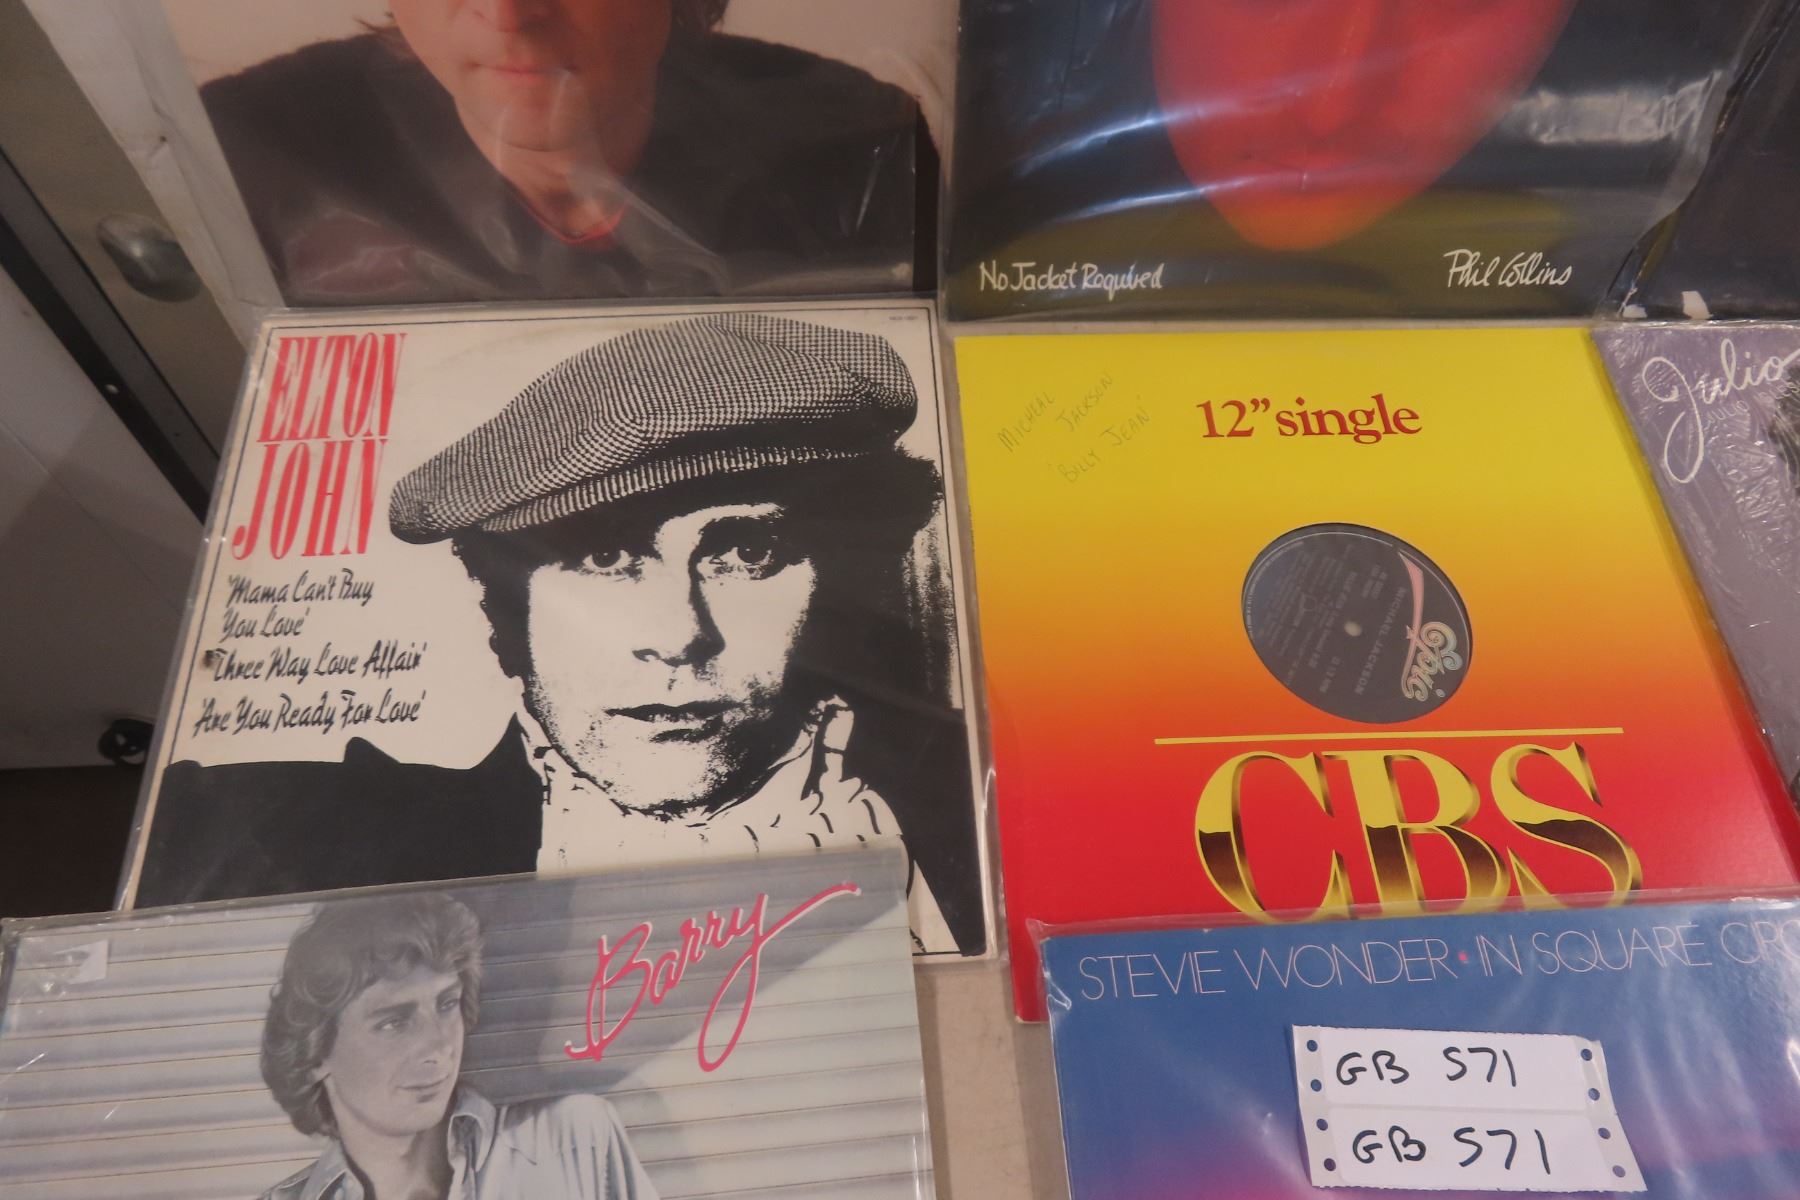 No Jacket Required
Phil Collins
ELTON
JOHN
'Mama Can't Buy
You Love'
'Three Way Love Affair'
'Are You Ready For Love'
MICHEAL JACKSON
"BILLY JEAN"
12" single
Epic
MICHAEL JACKSON
CBS
Julio
JULIO
Barry
STEVIE WONDER • IN SQUARE CIRC
GB 571
GB 571